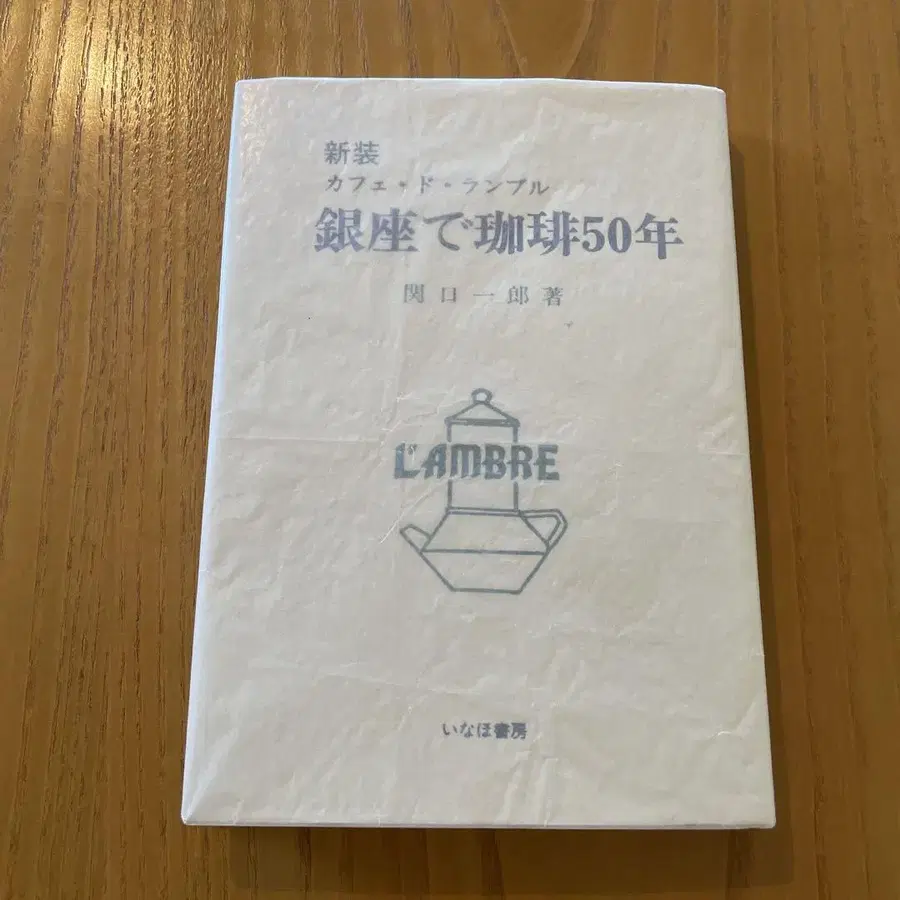 新装
カフェ・ド・ランブル
銀座で珈琲50年
関口一郎著
L'AMBRE
いなほ書房